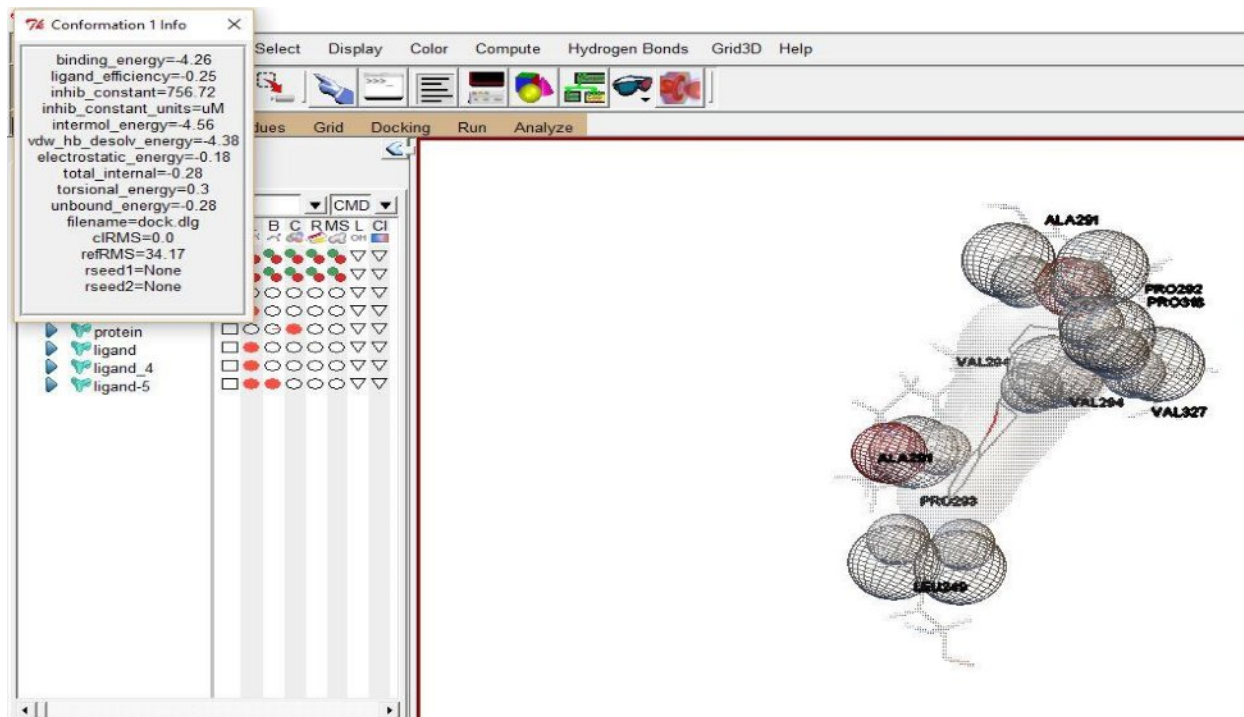 Conformation 1 Info
binding_energy=-4.26
ligand_efficiency=-0.25
inhib_constant=756.72
inhib_constant_units=uM
intermol_energy=-4.56
vdw_hb_desolv_energy=-4.38
electrostatic_energy=-0.18
total_internal=-0.28
torsional_energy=0.3
unbound_energy=-0.28
filename=dock.dlg
clRMS=0.0
refRMS=34.17
rseed1=None
rseed2=None
Select Display Color Compute Hydrogen Bonds Grid3D Help
Grid Docking Run Analyze
CMD
B C R MS L Cl
protein
ligand
ligand_4
ligand-5
ALA291
PRO292
PRO316
VAL294
VAL294
VAL327
ALA291
PRO293
LEU249